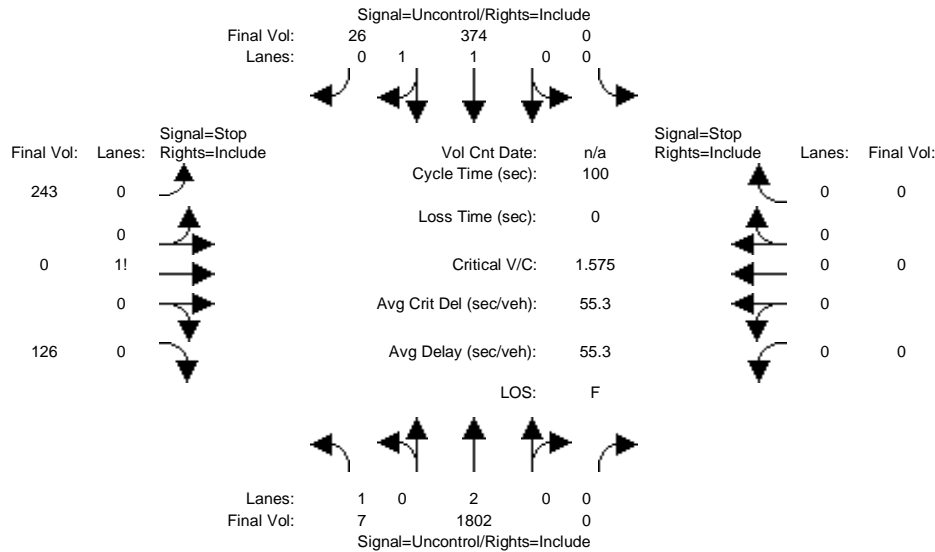 Signal=Uncontrol/Rights=Include
Final Vol: 26 374 0
Lanes: 0 1 1 0 0
Signal=Stop Signal=Stop
Final Vol: Lanes: Rights=Include Vol Cnt Date: n/a Rights=Include Lanes: Final Vol:
Cycle Time (sec): 100
243 0 0 0
Loss Time (sec): 0
0 0
0 1! Critical V/C: 1.575 0 0
0 Avg Crit Del (sec/veh): 55.3 0
126 0 Avg Delay (sec/veh): 55.3 0 0
LOS: F
Lanes: 1 0 2 0 0
Final Vol: 7 1802 0
Signal=Uncontrol/Rights=Include